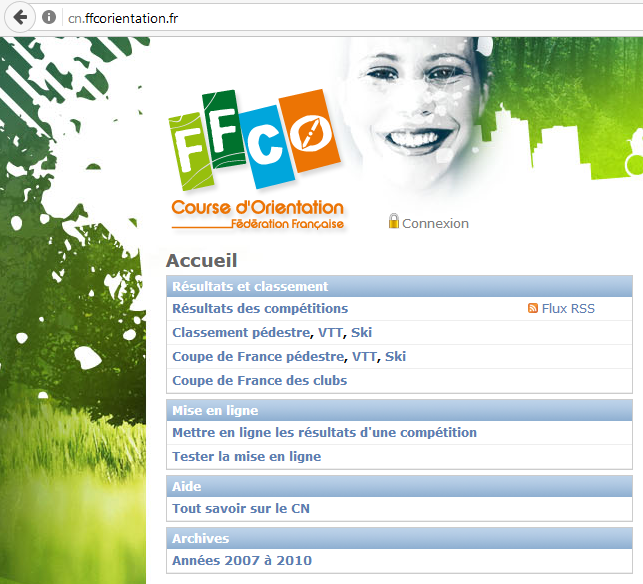 cn.ffcorientation.fr
FFCO
Course d'Orientation
Fédération Française
Connexion
Accueil
Résultats et classement
Résultats des compétitions Flux RSS
Classement pédestre, VTT, Ski
Coupe de France pédestre, VTT, Ski
Coupe de France des clubs
Mise en ligne
Mettre en ligne les résultats d'une compétition
Tester la mise en ligne
Aide
Tout savoir sur le CN
Archives
Années 2007 à 2010